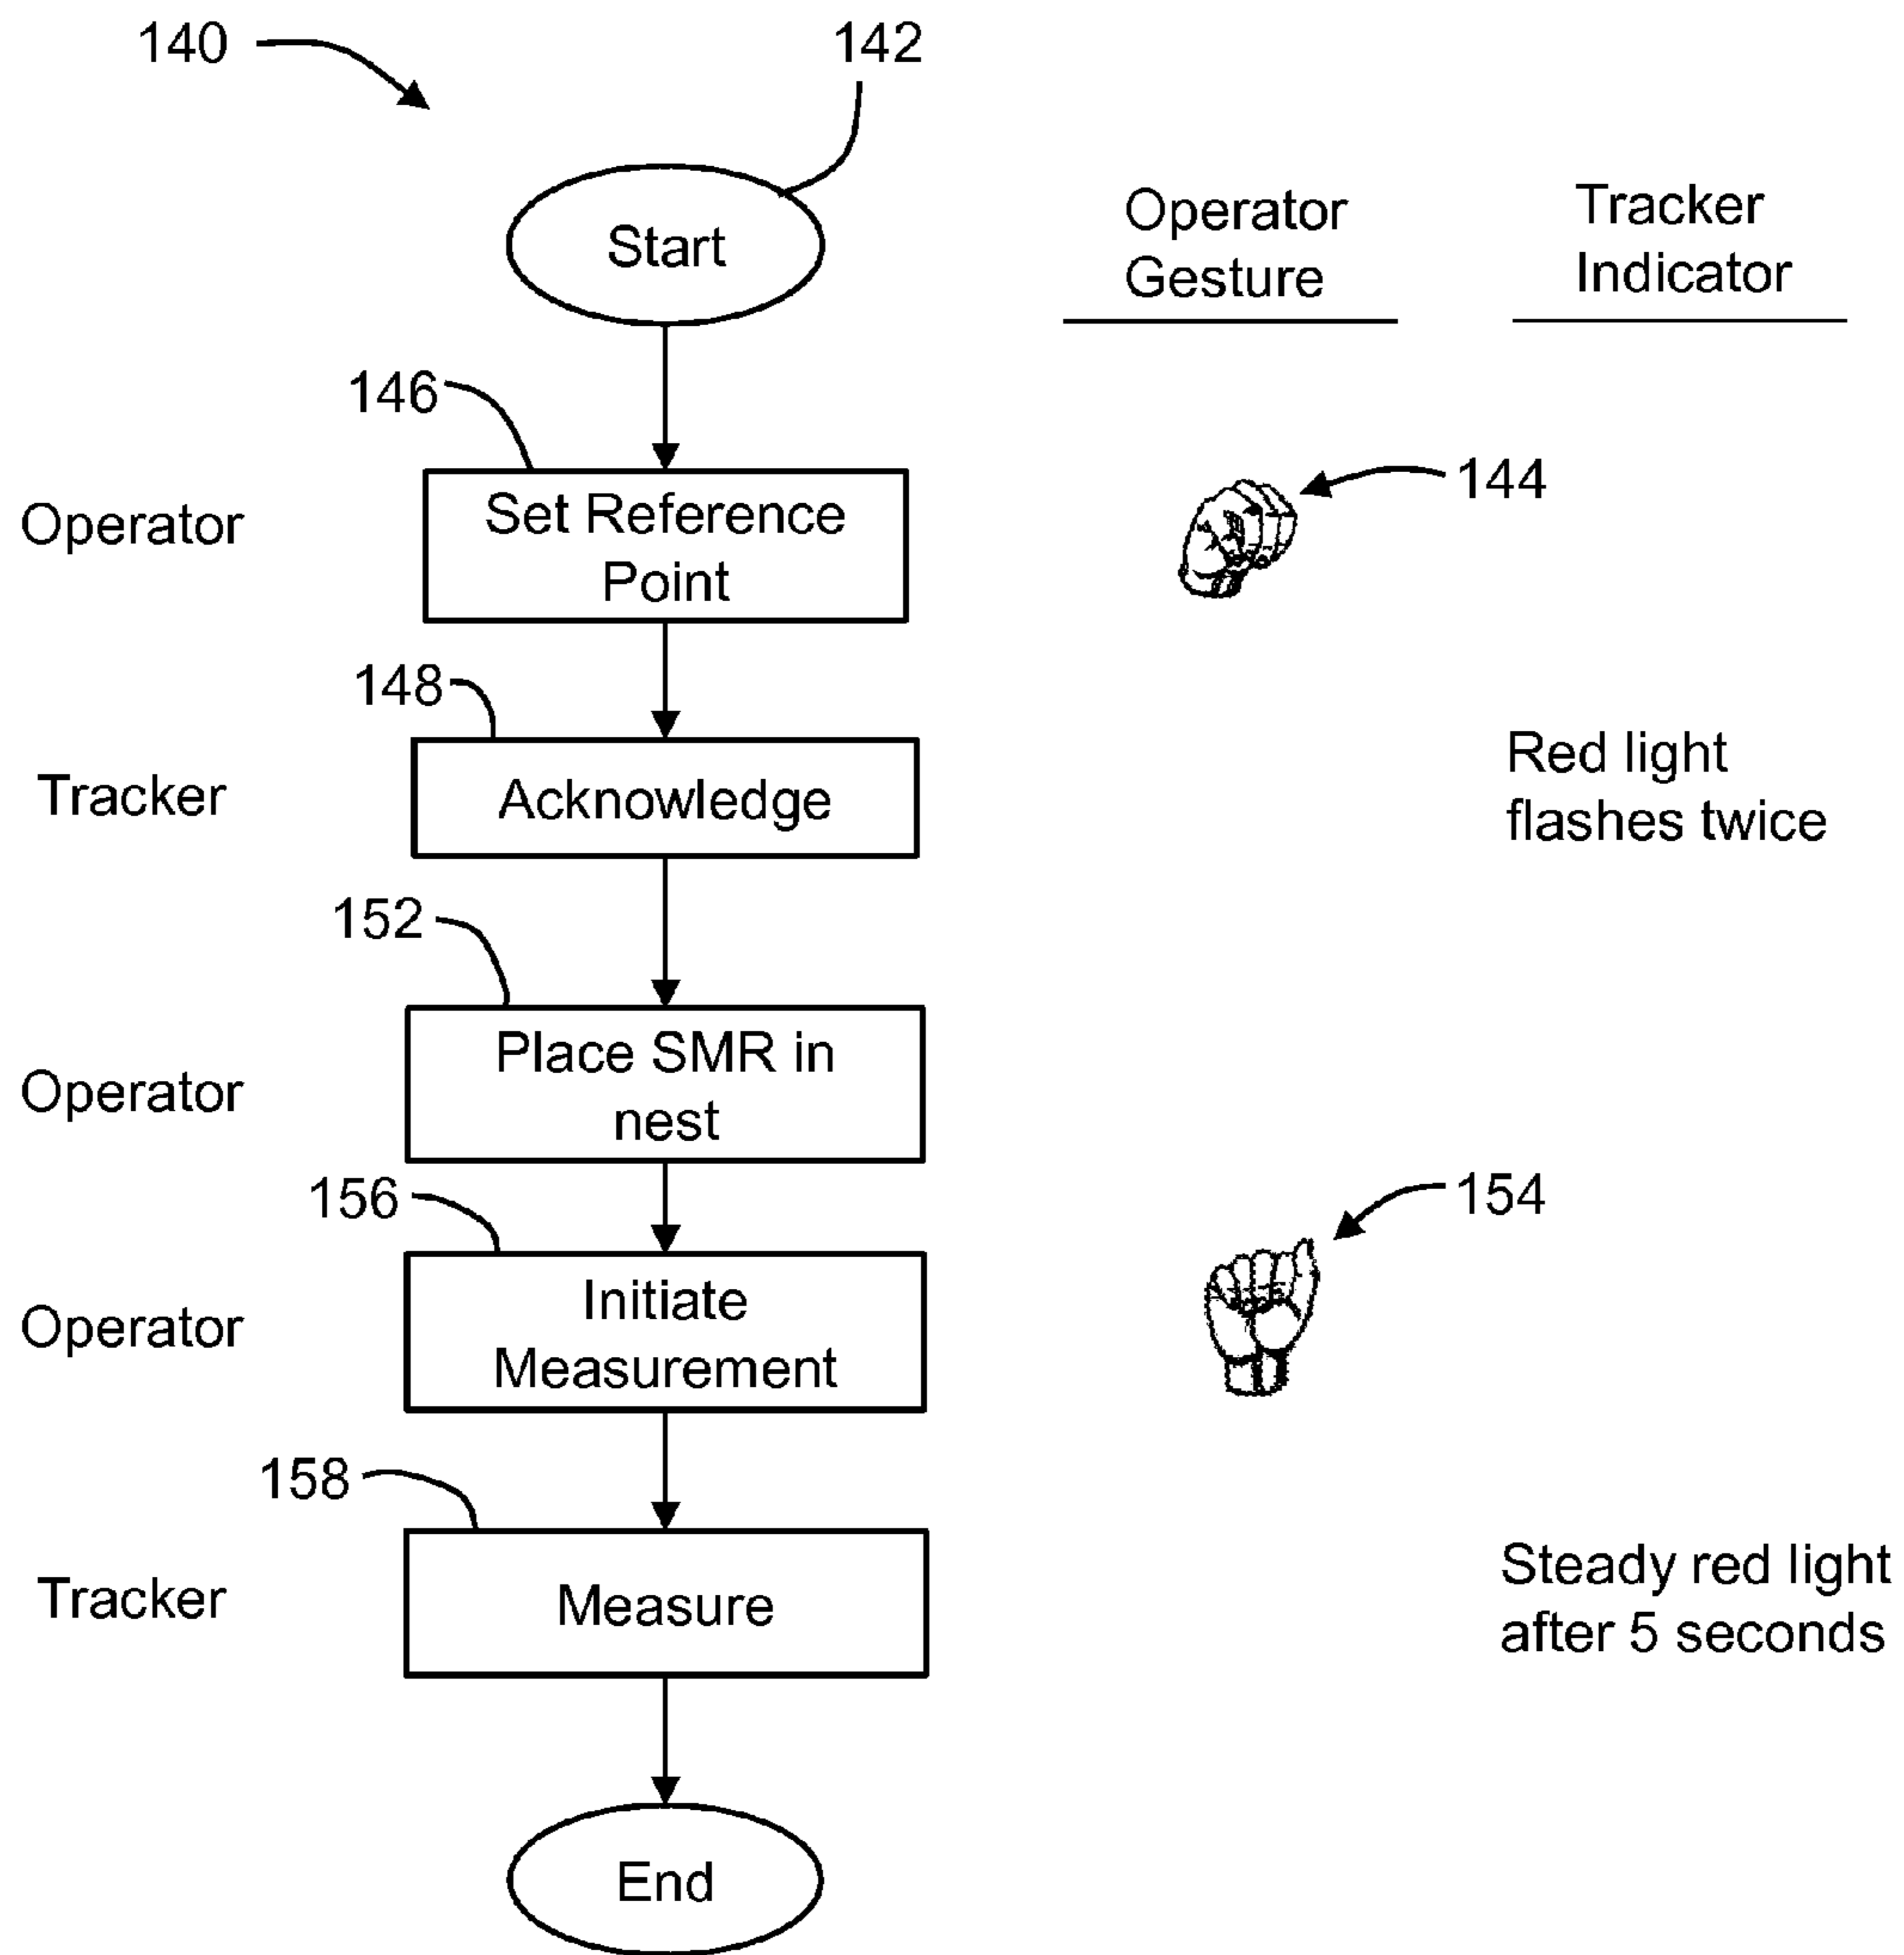 140
142
Start
Operator
Gesture
Tracker
Indicator
146
Operator
Set Reference
Point
144
148
Tracker
Acknowledge
Red light
flashes twice
152
Operator
Place SMR in
nest
156
Operator
Initiate
Measurement
154
158
Tracker
Measure
Steady red light
after 5 seconds
End